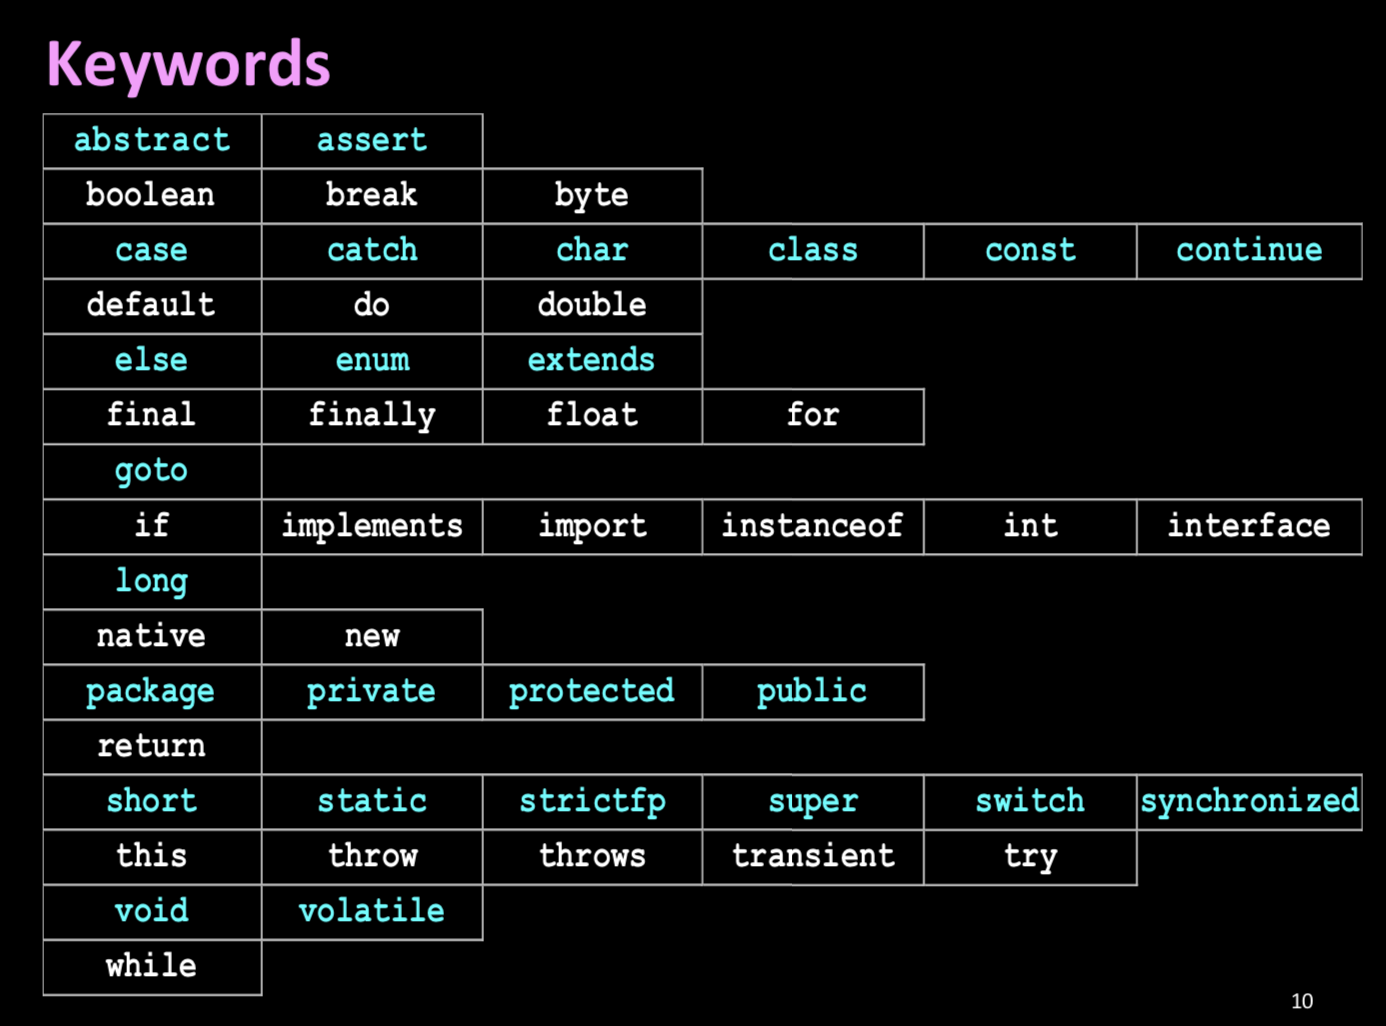 Keywords
abstract assert
boolean break byte
case catch char class const continue
default do double
else enum extends
final finally float for
goto
if implements import instanceof int interface
long
native new
package private protected public
return
short static strictfp super switch synchronized
this throw throws transient try
void volatile
while
10